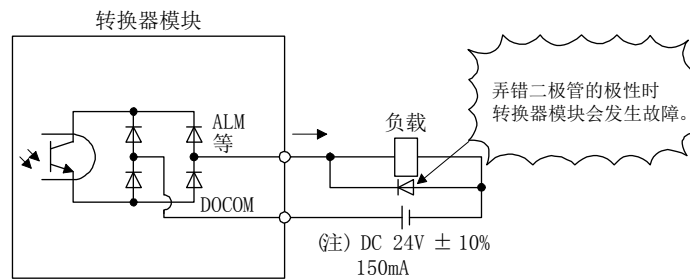 转换器模块
ALM
等
负载
弄错二极管的极性时
转换器模块会发生故障。
DOCOM
(注) DC 24V ± 10%
150mA